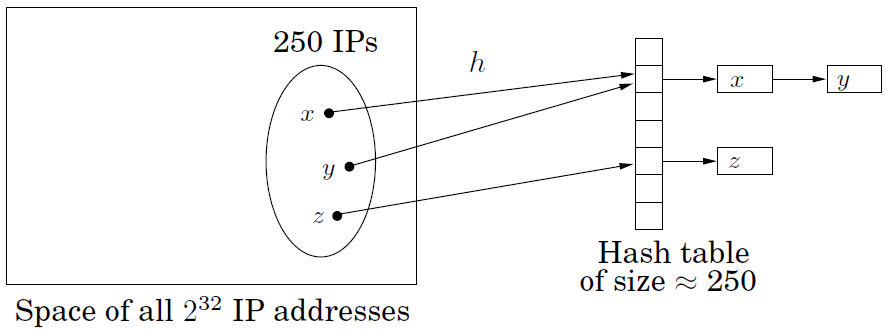 250 IPs
h
x
y
z
x
y
z
Hash table
of size ≈ 250
Space of all 2³² IP addresses